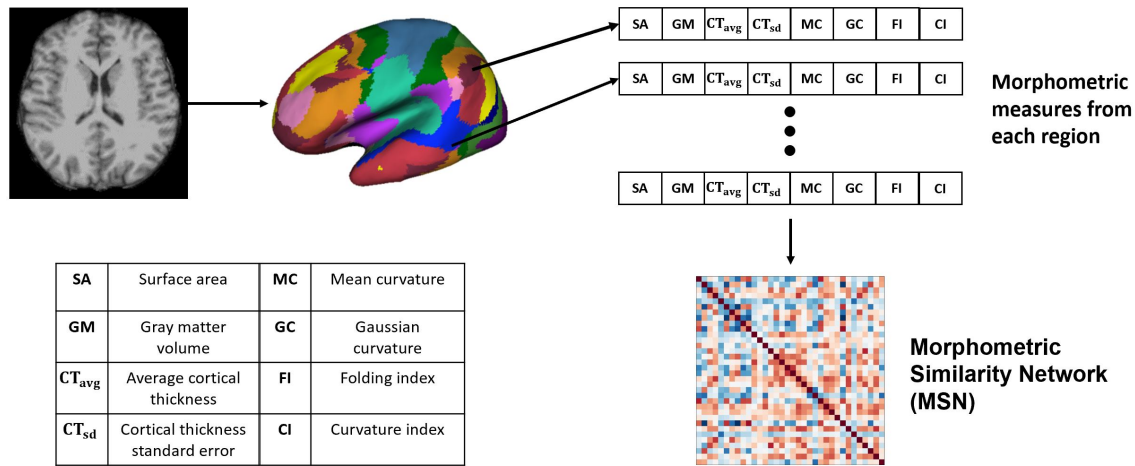 SA GM CTavg CTsd MC GC FI CI
SA GM CTavg CTsd MC GC FI CI
Morphometric
measures from
each region
SA GM CTavg CTsd MC GC FI CI
SA Surface area MC Mean curvature
GM Gray matter
volume GC Gaussian
curvature
CTavg Average cortical
thickness FI Folding index
CTsd Cortical thickness
standard error CI Curvature index
Morphometric
Similarity Network
(MSN)